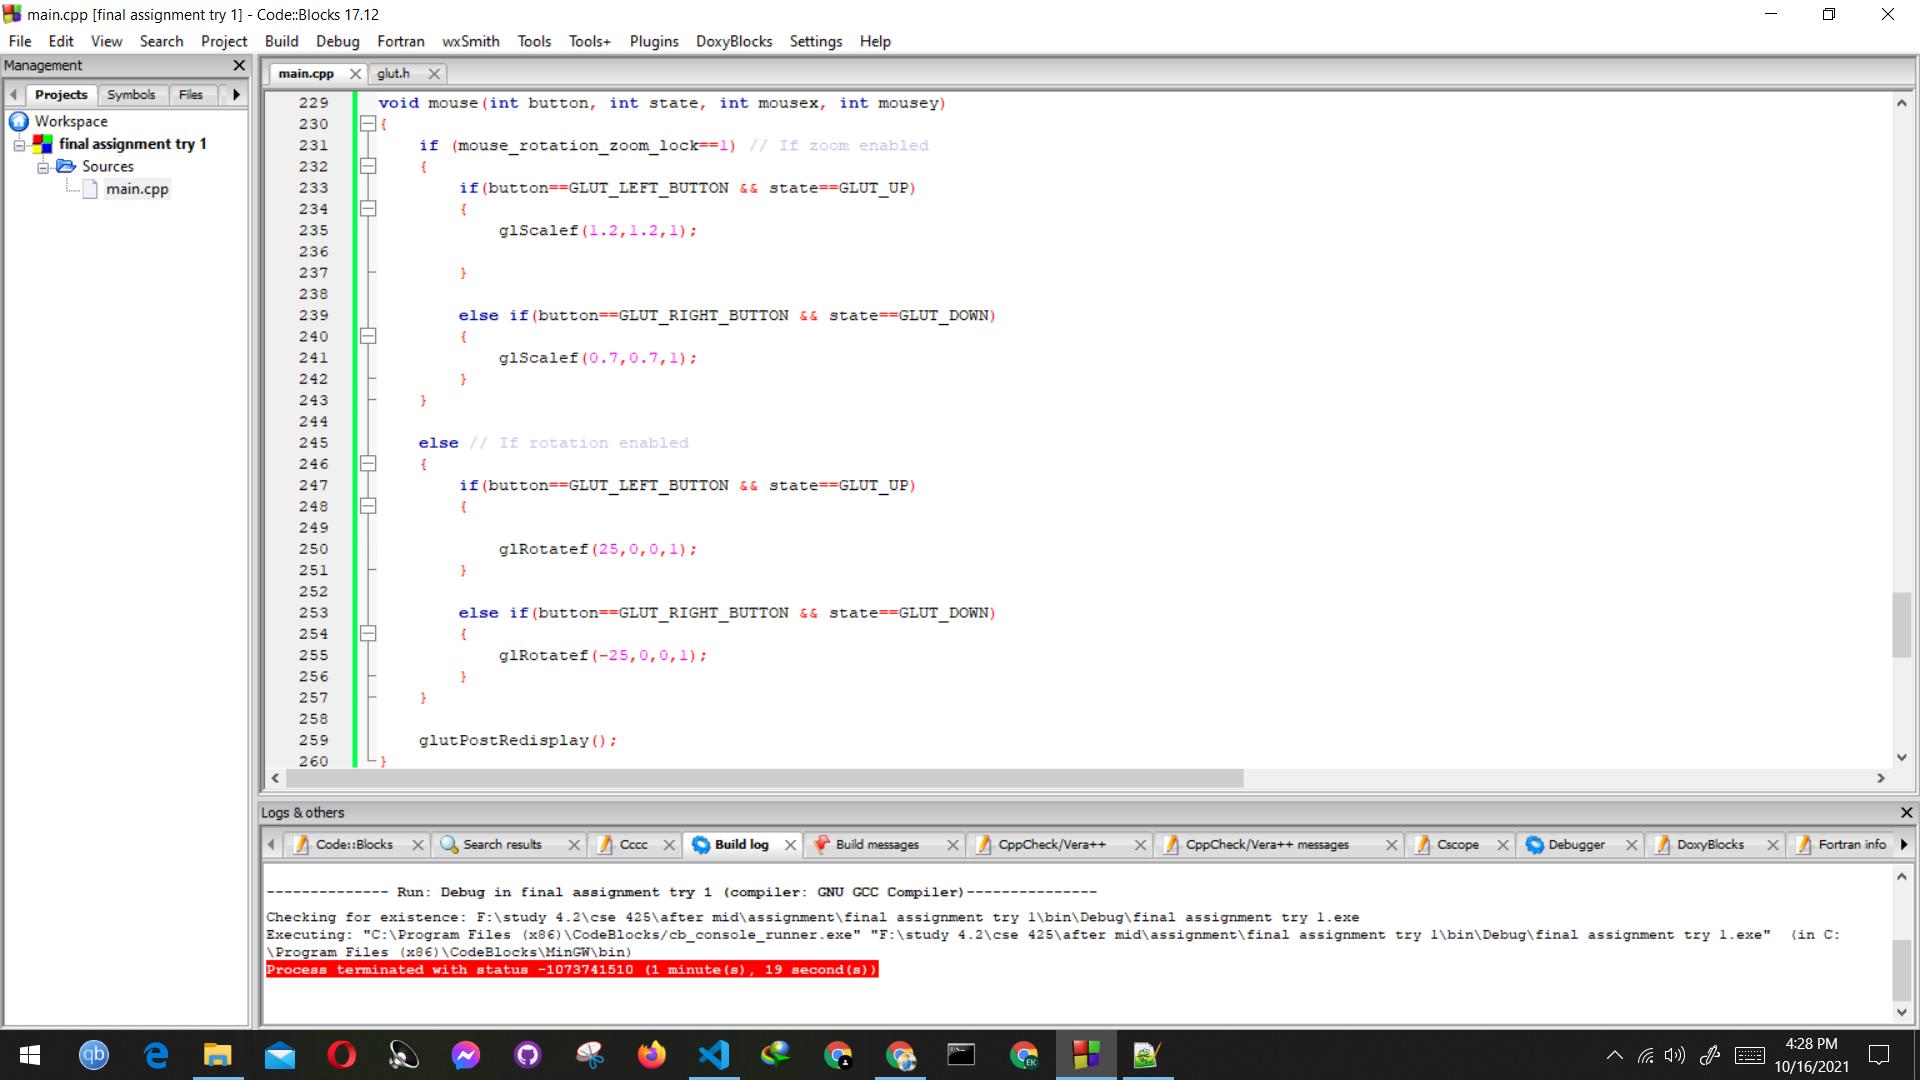 main.cpp [final assignment try 1] - Code::Blocks 17.12
File Edit View Search Project Build Debug Fortran wxSmith Tools Tools+ Plugins DoxyBlocks Settings Help
Management
Projects Symbols Files
Workspace
final assignment try 1
Sources
main.cpp
main.cpp glut.h
229 void mouse(int button, int state, int mousex, int mousey)
230 {
231 if (mouse_rotation_zoom_lock==1) // If zoom enabled
232 {
233 if(button==GLUT_LEFT_BUTTON && state==GLUT_UP)
234 {
235 glScalef(1.2,1.2,1);
236
237 }
238
239 else if(button==GLUT_RIGHT_BUTTON && state==GLUT_DOWN)
240 {
241 glScalef(0.7,0.7,1);
242 }
243 }
244
245 else // If rotation enabled
246 {
247 if(button==GLUT_LEFT_BUTTON && state==GLUT_UP)
248 {
249
250 glRotatef(25,0,0,1);
251 }
252
253 else if(button==GLUT_RIGHT_BUTTON && state==GLUT_DOWN)
254 {
255 glRotatef(-25,0,0,1);
256 }
257 }
258
259 glutPostRedisplay();
260 }
Logs & others
Code::Blocks Search results Cccc Build log Build messages CppCheck/Vera++ CppCheck/Vera++ messages Cscope Debugger DoxyBlocks Fortran info
-------------- Run: Debug in final assignment try 1 (compiler: GNU GCC Compiler)---------------
Checking for existence: F:\study 4.2\cse 425\after mid\assignment\final assignment try 1\bin\Debug\final assignment try 1.exe
Executing: "C:\Program Files (x86)\CodeBlocks/cb_console_runner.exe" "F:\study 4.2\cse 425\after mid\assignment\final assignment try 1\bin\Debug\final assignment try 1.exe"  (in C:
\Program Files (x86)\CodeBlocks\MinGW\bin)
Process terminated with status -1073741510 (1 minute(s), 19 second(s))
qb
EK
4:28 PM
10/16/2021